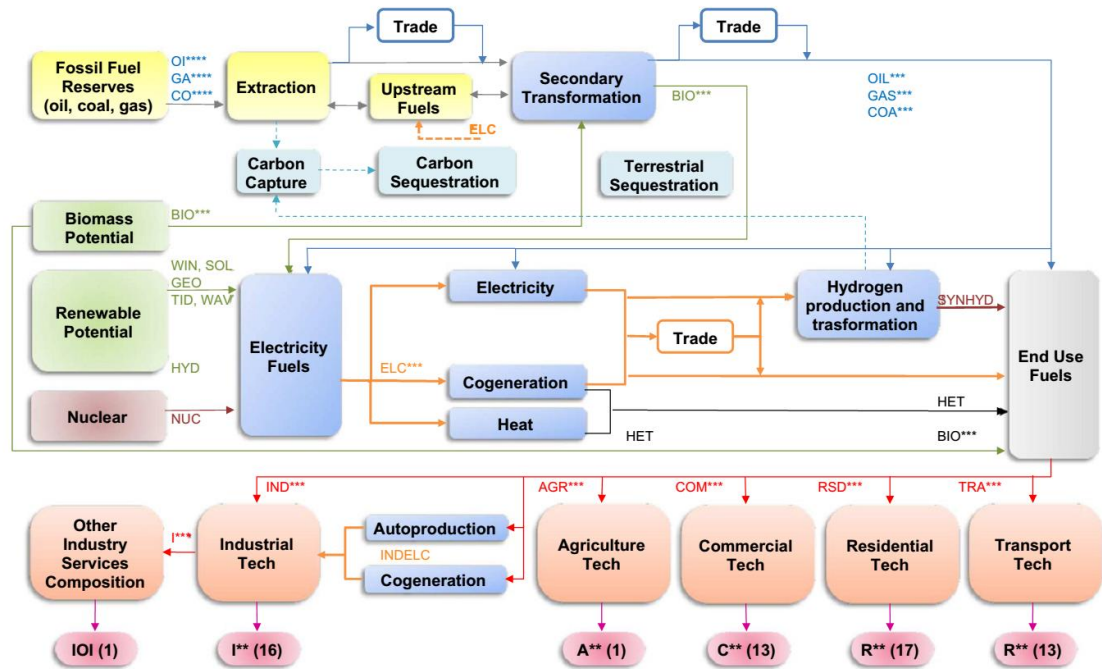 Trade
Trade
Fossil Fuel
Reserves
(oil, coal, gas)
OI****
GA****
CO****
Extraction
Upstream
Fuels
Secondary
Transformation
BIO***
OIL***
GAS***
COA***
ELC
Carbon
Capture
Carbon
Sequestration
Terrestrial
Sequestration
Biomass
Potential
BIO***
Renewable
Potential
WIN, SOL
GEO
TID, WAV
HYD
Electricity
Fuels
Electricity
Hydrogen
production and
trasformation
SYNHYD
Trade
End Use
Fuels
ELC***
Cogeneration
Heat
HET
HET
BIO***
Nuclear
NUC
IND***
AGR***
COM***
RSD***
TRA***
Other
Industry
Services
Composition
I***
Industrial
Tech
Autoproduction
INDELC
Cogeneration
Agriculture
Tech
Commercial
Tech
Residential
Tech
Transport
Tech
IOI (1)
I** (16)
A** (1)
C** (13)
R** (17)
R** (13)